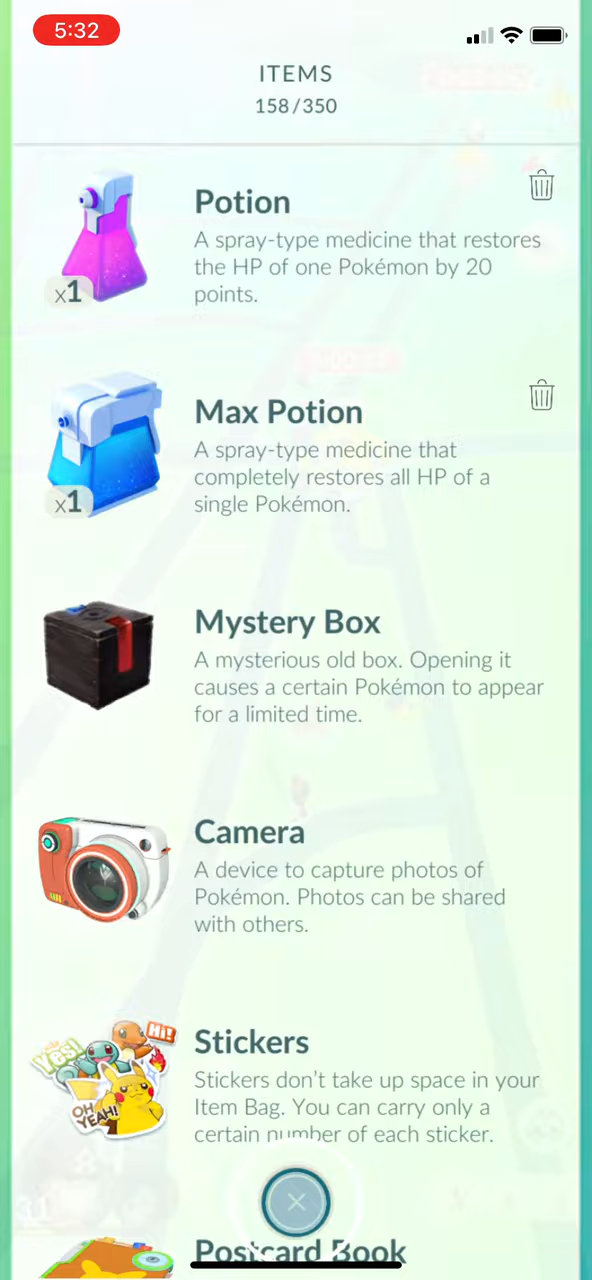 5:32
ITEMS
158/350
Potion
A spray-type medicine that restores
the HP of one Pokémon by 20
points.
x1
Max Potion
A spray-type medicine that
completely restores all HP of a
single Pokémon.
x1
Mystery Box
A mysterious old box. Opening it
causes a certain Pokémon to appear
for a limited time.
Camera
A device to capture photos of
Pokémon. Photos can be shared
with others.
Hi!
YES!
OH YEAH!
Stickers
Stickers don't take up space in your
Item Bag. You can carry only a
certain number of each sticker.
31
Postcard Book